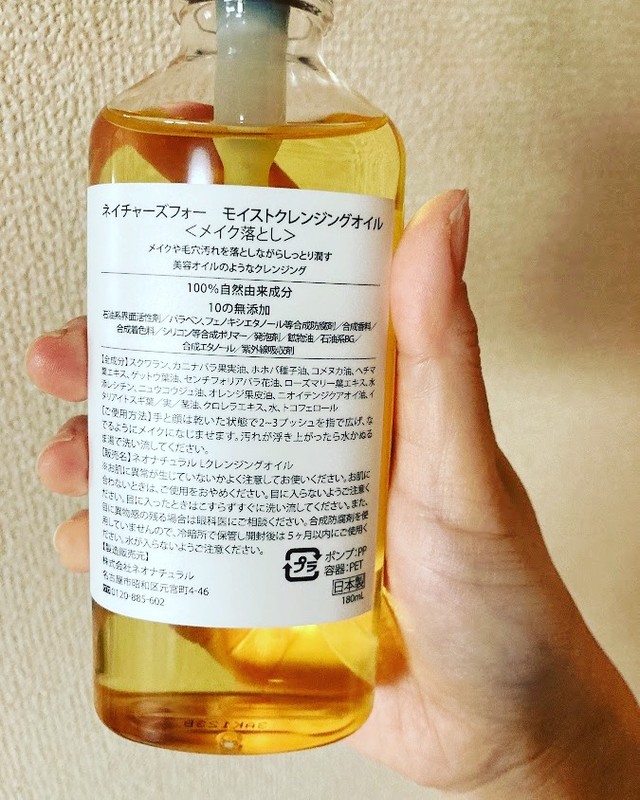 ネイチャーズフォー　モイストクレンジングオイル
＜メイク落とし＞
メイクや毛穴汚れを落としながらしっとり潤す
美容オイルのようなクレンジング
100%自然由来成分
10の無添加
石油系界面活性剤／パラベン、フェノキシエタノール等合成防腐剤／合成香料／
合成着色料／シリコン等合成ポリマー／発泡剤／鉱物油／石油系BG／
合成エタノール／紫外線吸収剤
【全成分】スクワラン、カニナバラ果実油、ホホバ種子油、コメヌカ油、ヘチマ
葉エキス、ゲットウ葉油、センチフォリアバラ花油、ローズマリー葉エキス、水
添レシチン、ニュウコウジュ油、オレンジ果皮油、ニオイテンジクアオイ油、イ
タリアイトスギ葉／実／茎油、クロレラエキス、水、トコフェロール
【ご使用方法】手と顔は乾いた状態で2~3プッシュを指で広げ、な
でるようにメイクになじませます。汚れが浮き上がったら水かぬる
ま湯で洗い流してください。
【販売名】ネオナチュラル Lクレンジングオイル
※お肌に異常が生じていないかよく注意してお使いください。お肌に
合わないときは、ご使用をおやめください。目に入らないようご注意く
ださい。目に入ったときはこすらずすぐに洗い流してください。また、
目に異物感の残る場合は眼科医にご相談ください。合成防腐剤を使
用していませんので、冷暗所で保管し開封後は5ヶ月以内にご使用く
ださい。水が入らないようご注意ください。
【製造販売元】
株式会社ネオナチュラル
名古屋市昭和区元宮町4-46
☎0120-885-602
プラ
ポンプ:PP
容器:PET
日本製
180mL